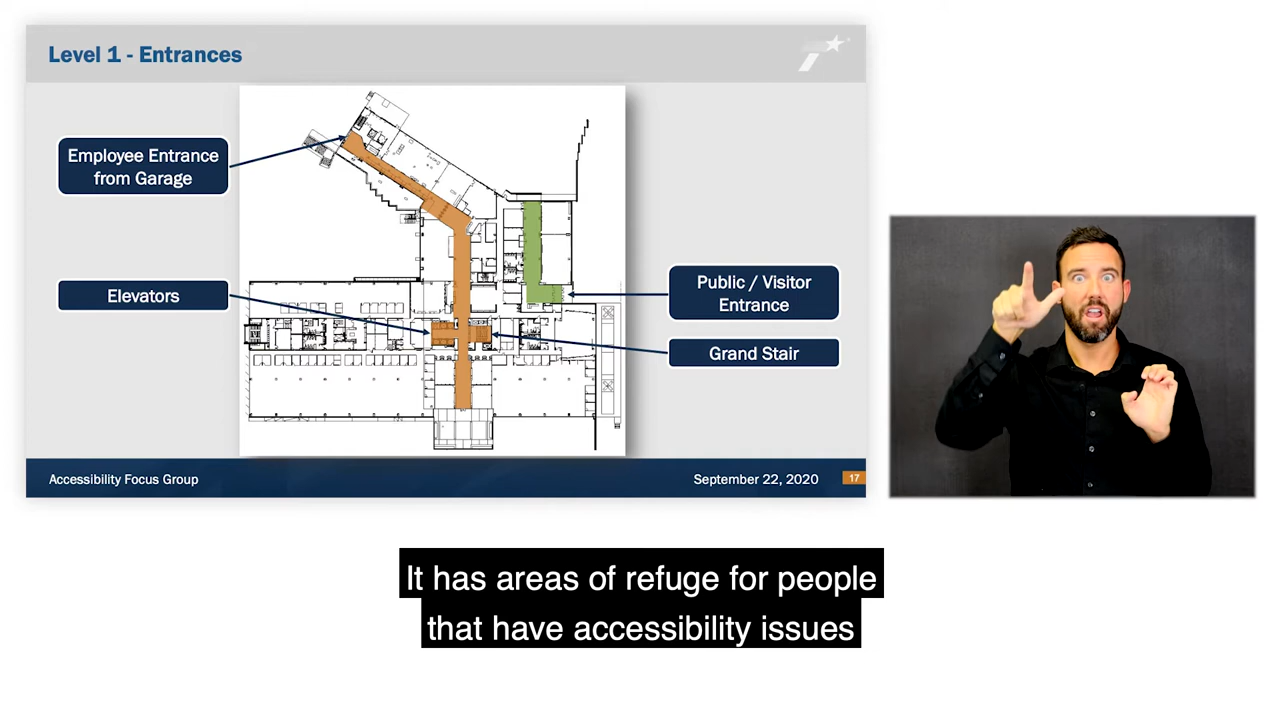 Level 1 - Entrances
Employee Entrance
from Garage
Elevators
Public / Visitor
Entrance
Grand Stair
Accessibility Focus Group
September 22, 2020
17
It has areas of refuge for people
that have accessibility issues